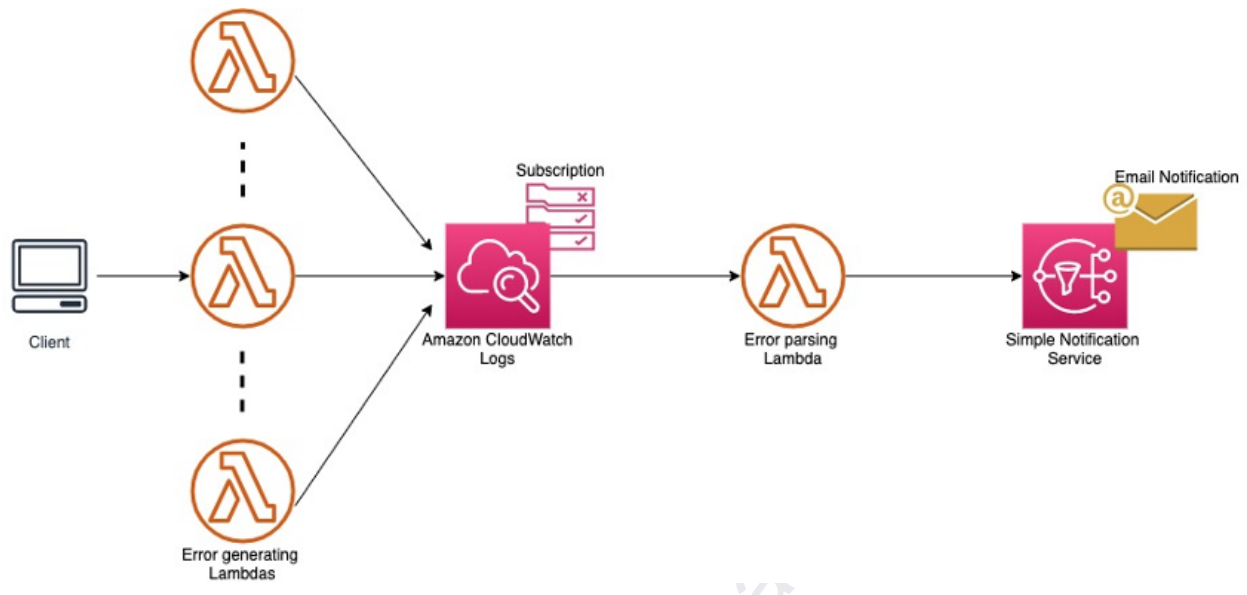 Subscription
Email Notification
Client
Amazon CloudWatch
Logs
Error parsing
Lambda
Simple Notification
Service
Error generating
Lambdas